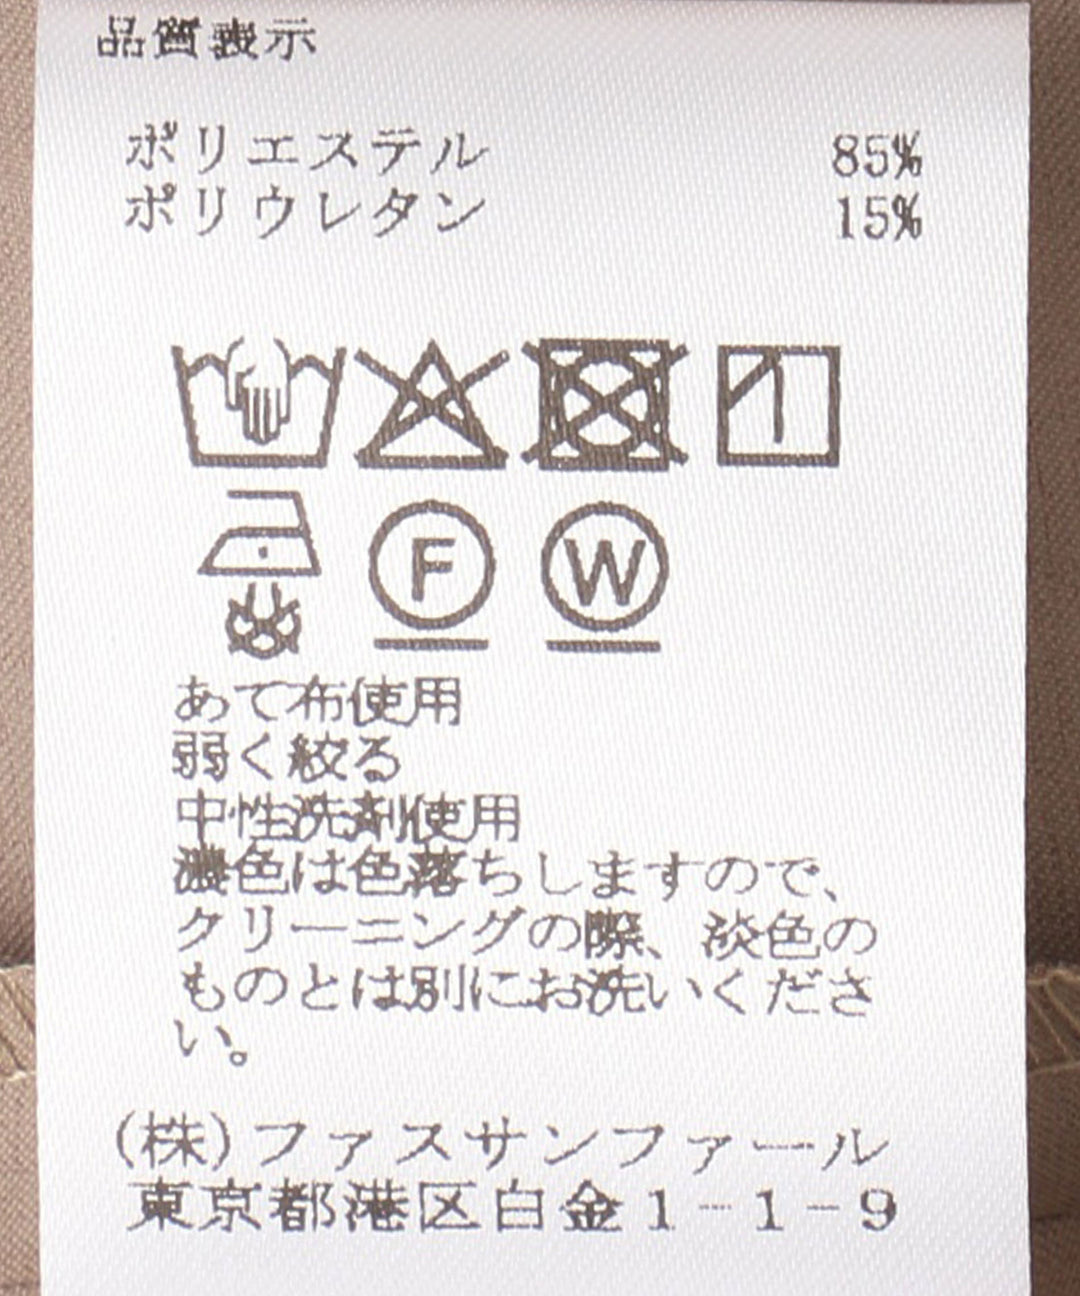 品質表示
ポリエステル 85%
ポリウレタン 15%
F W
あて布使用
弱く絞る
中性洗剤使用
濃色は色落ちしますので、
クリーニングの際、淡色の
ものとは別にお洗いくださ
い。
(株)ファスサンファール
東京都港区白金1-1-9